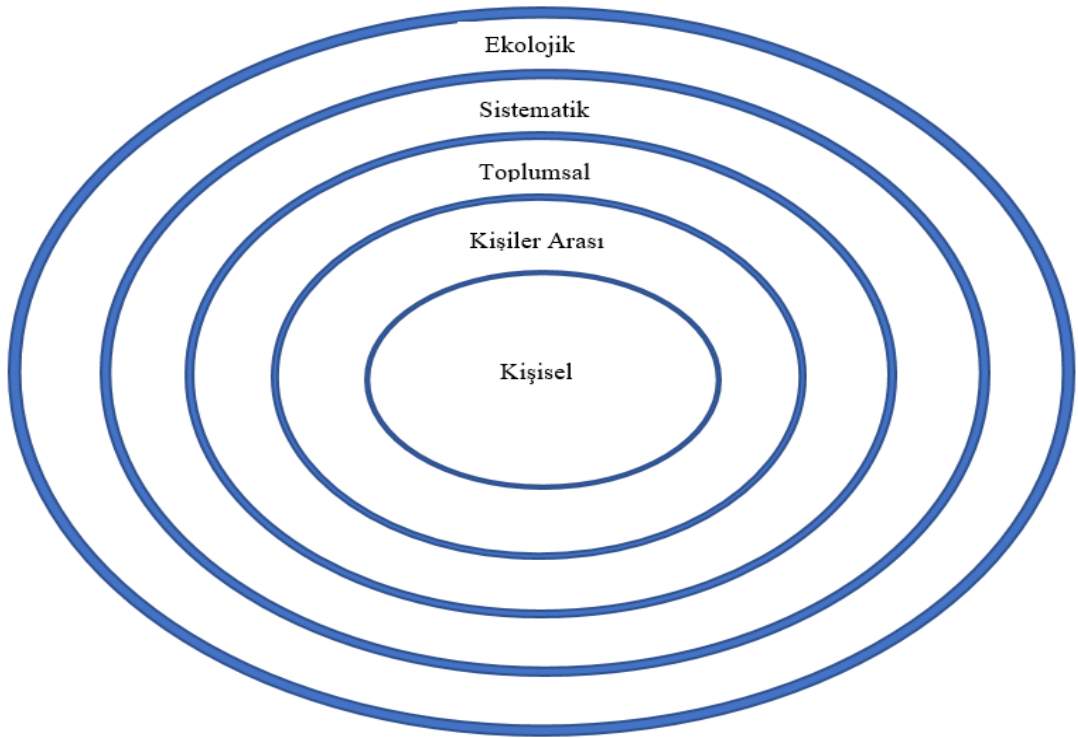 Ekolojik
Sistematik
Toplumsal
Kişiler Arası
Kişisel